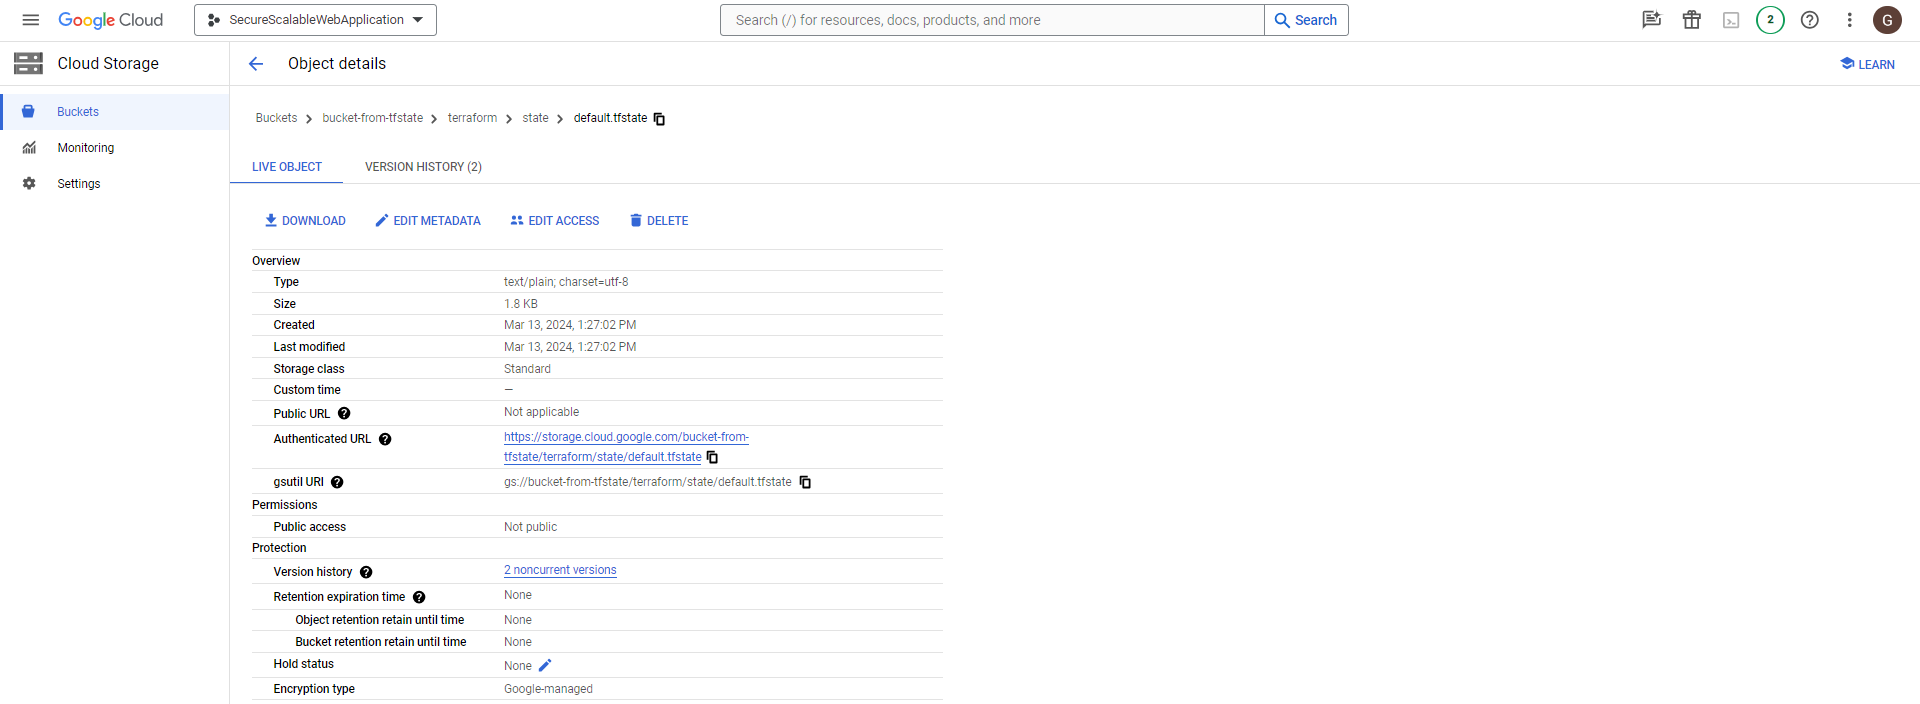 Google Cloud
SecureScalableWebApplication
Search (/) for resources, docs, products, and more
Search
2
G
Cloud Storage
Object details
LEARN
Buckets
Monitoring
Settings
Buckets
bucket-from-tfstate
terraform
state
default.tfstate
LIVE OBJECT
VERSION HISTORY (2)
DOWNLOAD
EDIT METADATA
EDIT ACCESS
DELETE
Overview
Type text/plain; charset=utf-8
Size 1.8 KB
Created Mar 13, 2024, 1:27:02 PM
Last modified Mar 13, 2024, 1:27:02 PM
Storage class Standard
Custom time —
Public URL Not applicable
Authenticated URL https://storage.cloud.google.com/bucket-from-
tfstate/terraform/state/default.tfstate
gsutil URI gs://bucket-from-tfstate/terraform/state/default.tfstate
Permissions
Public access Not public
Protection
Version history 2 noncurrent versions
Retention expiration time None
Object retention retain until time None
Bucket retention retain until time None
Hold status None
Encryption type Google-managed